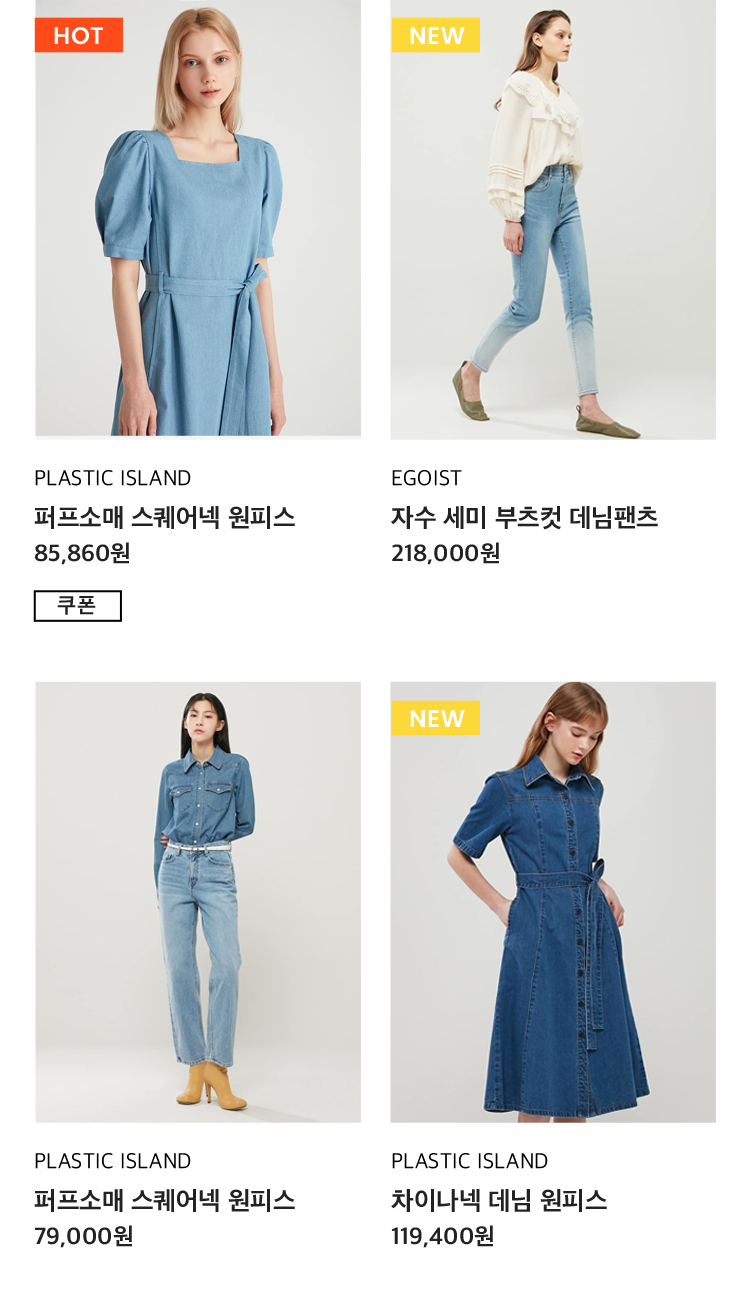 HOT
NEW
PLASTIC ISLAND
퍼프소매 스퀘어넥 원피스
85,860원
쿠폰
EGOIST
자수 세미 부츠컷 데님팬츠
218,000원
NEW
PLASTIC ISLAND
퍼프소매 스퀘어넥 원피스
79,000원
PLASTIC ISLAND
차이나넥 데님 원피스
119,400원